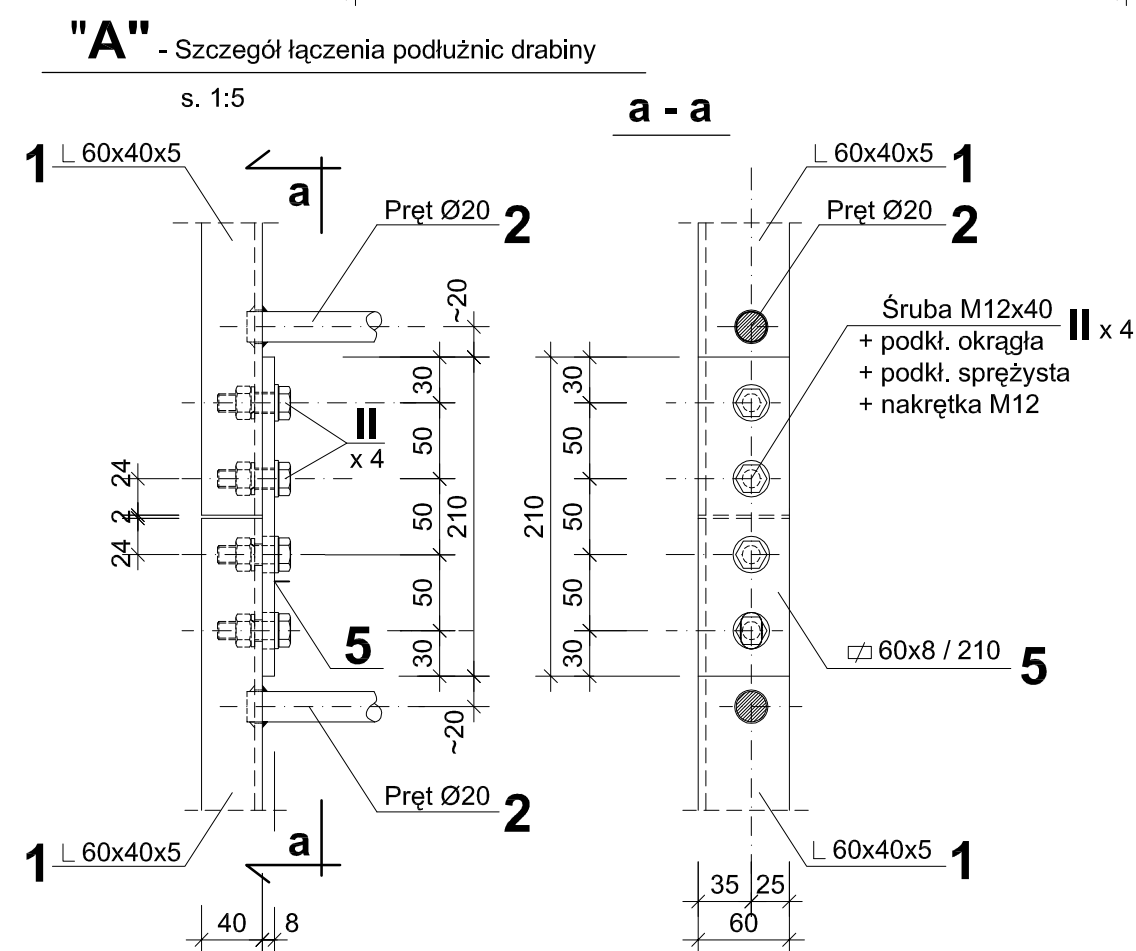 "A" - Szczegół łączenia podłużnic drabiny
s. 1:5
a - a
1 L 60x40x5
a
Pręt Ø20 2
L 60x40x5 1
Pręt Ø20 2
Śruba M12x40 II x 4
+ podkł. okrągła
+ podkł. sprężysta
+ nakrętka M12
II
x 4
~20
30
50
50
50
30
~20
210
24
2
24
210
30
50
50
50
30
5
60x8 / 210 5
Pręt Ø20 2
a
1 L 60x40x5
L 60x40x5 1
40 8
35 25
60